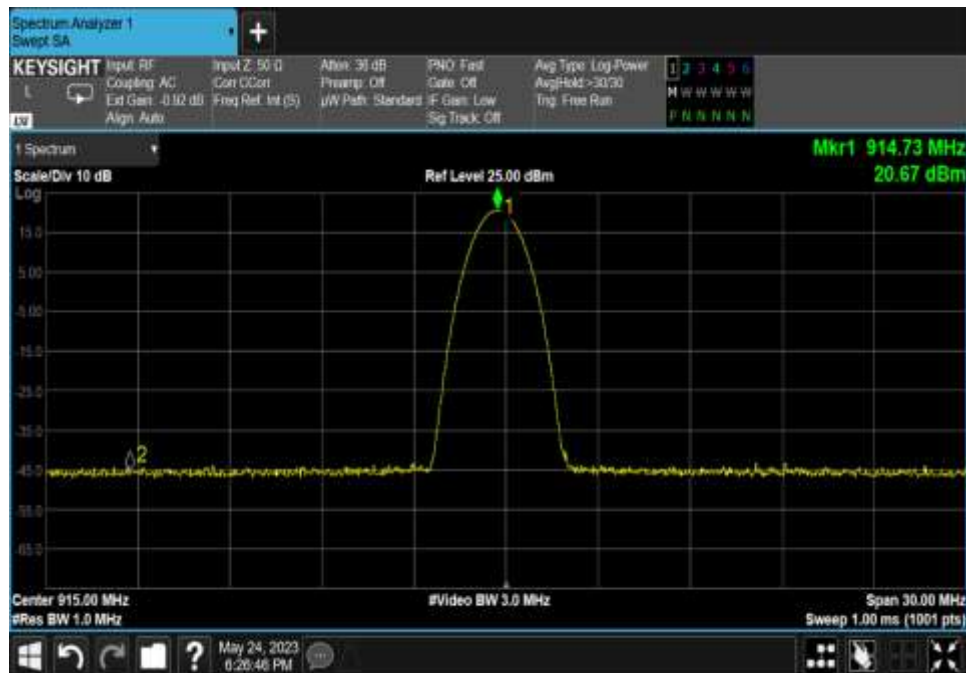 Spectrum Analyzer 1
Swept SA
+
KEYSIGHT
Input: RF
Coupling: AC
Ext Gain: -0.92 dB
Align: Auto
Input Z: 50 Ω
Corr CCorr
Freq Ref: Int (S)
Atten: 36 dB
Preamp: Off
µW Path: Standard
PNO: Fast
Gate: Off
IF Gain: Low
Sig Track: Off
Avg Type: Log-Power
Avg|Hold:>30/30
Trig: Free Run
1 2 3 4 5 6
M W W W W W
P N N N N N
L
1 Spectrum
Scale/Div 10 dB
Log
Ref Level 25.00 dBm
Mkr1 914.73 MHz
20.67 dBm
1
15.0
5.00
-5.00
-15.0
-25.0
-35.0
2
-45.0
-55.0
-65.0
Center 915.00 MHz
#Res BW 1.0 MHz
#Video BW 3.0 MHz
Span 30.00 MHz
Sweep 1.00 ms (1001 pts)
?
May 24, 2023
6:26:46 PM